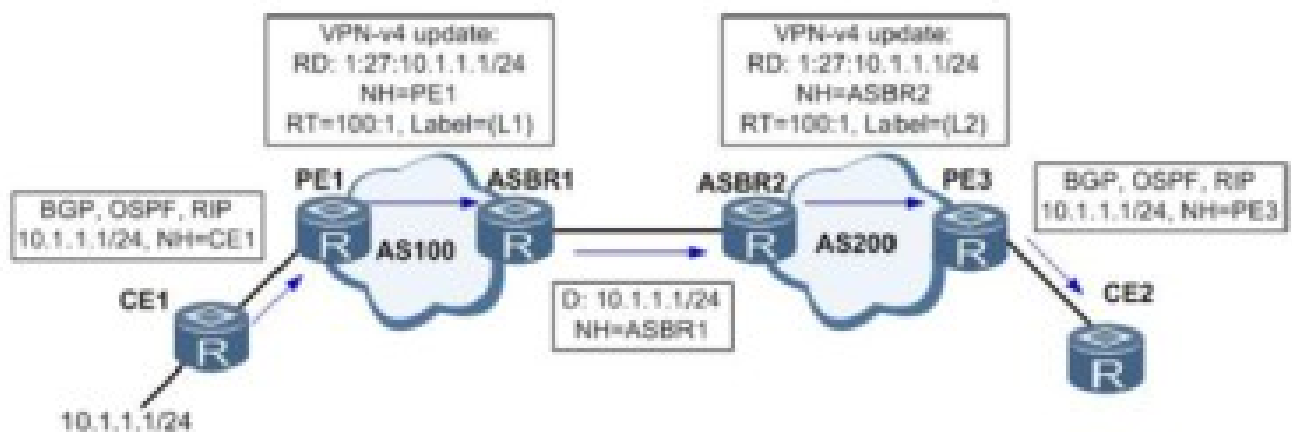 VPN-v4 update:
RD: 1:27:10.1.1.1/24
NH=PE1
RT=100:1, Label=(L1)
VPN-v4 update:
RD: 1:27:10.1.1.1/24
NH=ASBR2
RT=100:1, Label=(L2)
BGP, OSPF, RIP
10.1.1.1/24, NH=CE1
PE1
ASBR1
ASBR2
PE3
BGP, OSPF, RIP
10.1.1.1/24, NH=PE3
R
R
R
R
AS100
AS200
D: 10.1.1.1/24
NH=ASBR1
CE1
R
CE2
R
10.1.1.1/24